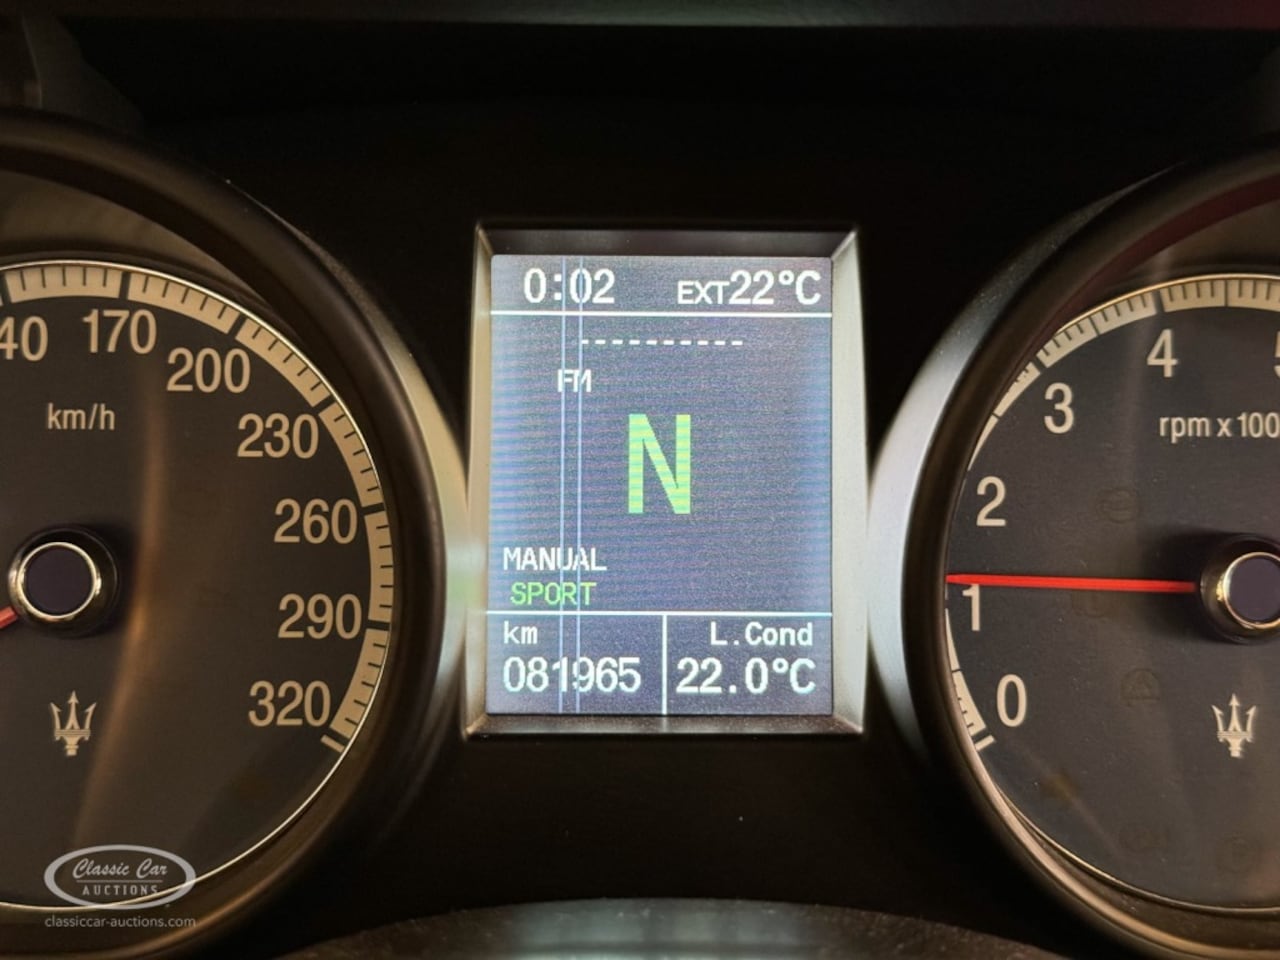 0:02 EXT22°C
----------
FM
N
MANUAL
SPORT
km L.Cond
081965 22.0°C
170
200
km/h
230
260
290
320
4
3
rpm x 100
2
1
0
Classic Car
AUCTIONS
classiccar-auctions.com